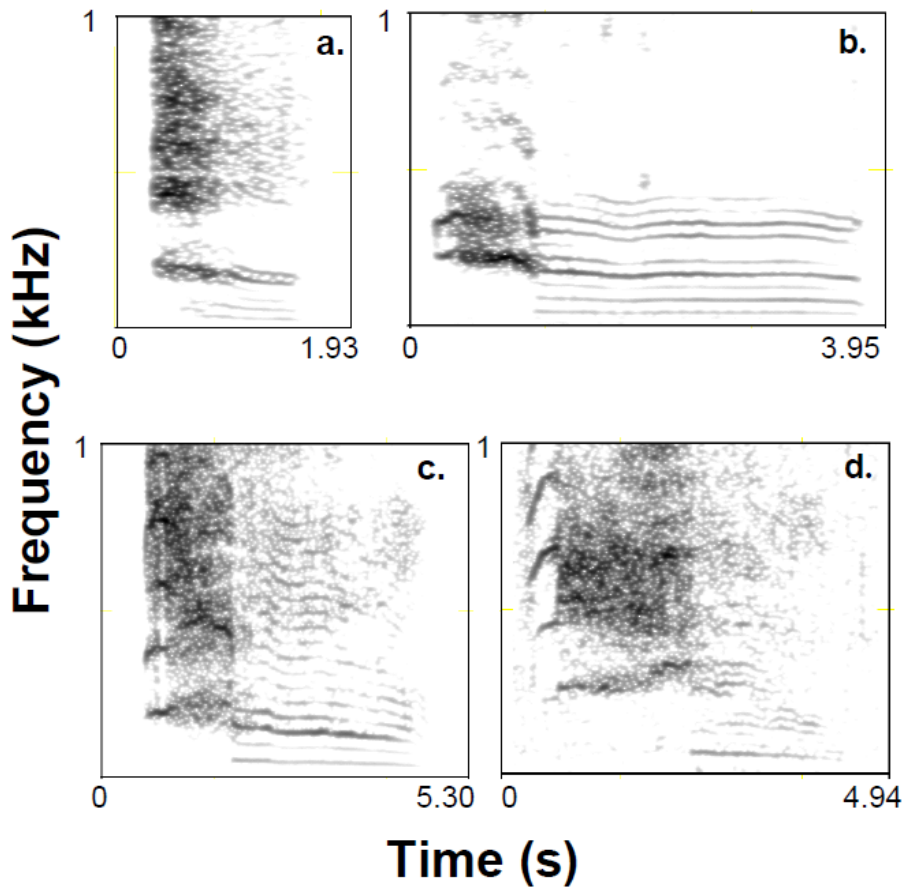 1
a.
b.
0
1.93
0
3.95
Frequency (kHz)
1
c.
1
d.
0
5.30
0
4.94
Time (s)
1